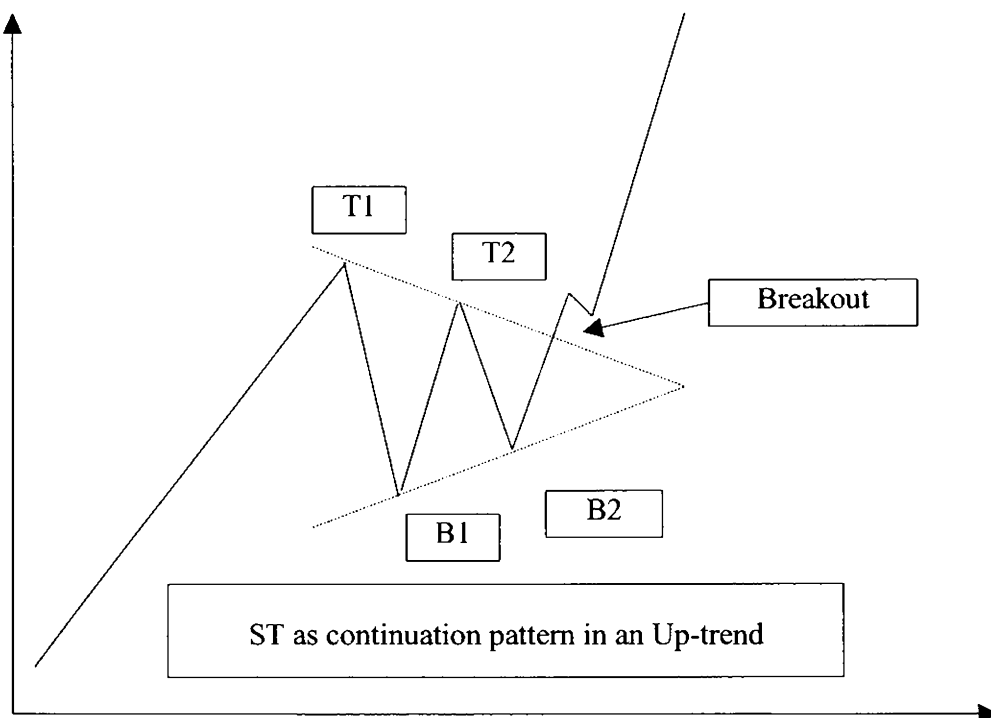 T1
T2
Breakout
B2
B1
ST as continuation pattern in an Up-trend